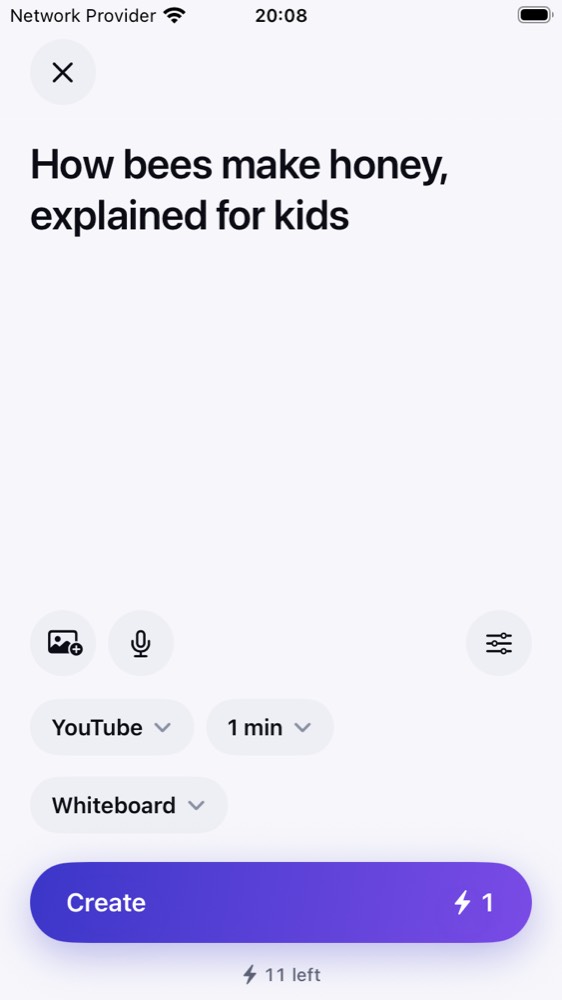 Network Provider 20:08
How bees make honey,
explained for kids
YouTube 1 min
Whiteboard
Create 1
11 left